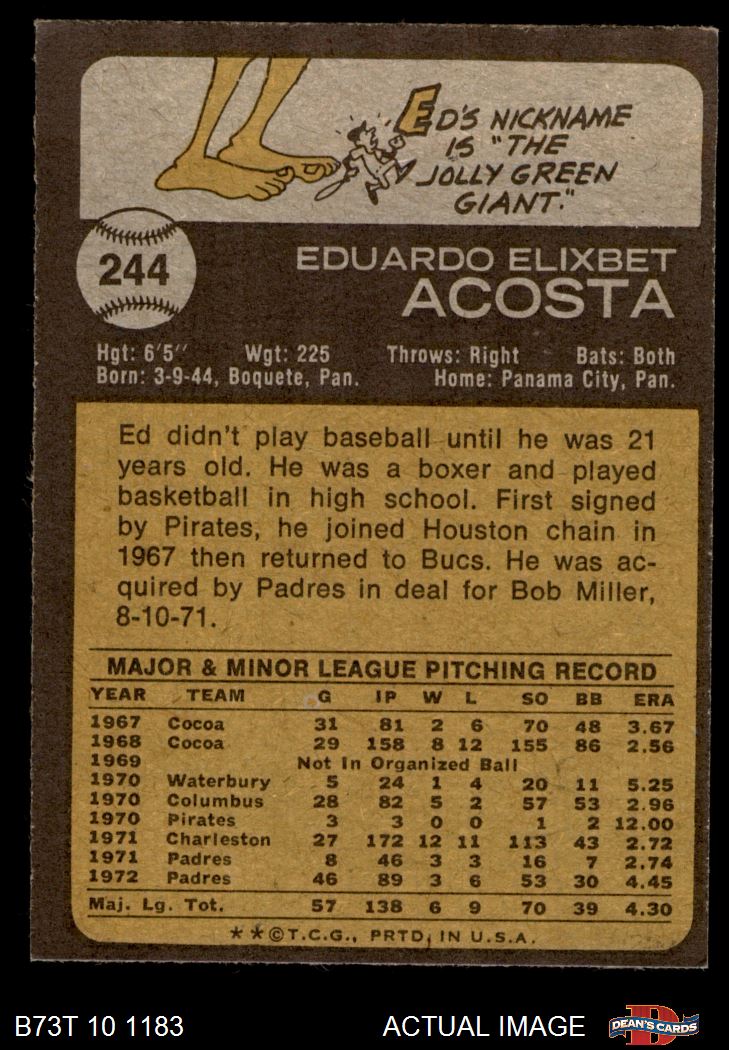 ED'S NICKNAME
IS "THE
JOLLY GREEN
GIANT."
244
EDUARDO ELIXBET
ACOSTA
Hgt: 6'5" Wgt: 225 Throws: Right Bats: Both
Born: 3-9-44, Boquete, Pan. Home: Panama City, Pan.
Ed didn't play baseball until he was 21
years old. He was a boxer and played
basketball in high school. First signed
by Pirates, he joined Houston chain in
1967 then returned to Bucs. He was ac-
quired by Padres in deal for Bob Miller,
8-10-71.
MAJOR & MINOR LEAGUE PITCHING RECORD
YEAR TEAM G IP W L SO BB ERA
1967 Cocoa 31 81 2 6 70 48 3.67
1968 Cocoa 29 158 8 12 155 86 2.56
1969 Not In Organized Ball
1970 Waterbury 5 24 1 4 20 11 5.25
1970 Columbus 28 82 5 2 57 53 2.96
1970 Pirates 3 3 0 0 1 2 12.00
1971 Charleston 27 172 12 11 113 43 2.72
1971 Padres 8 46 3 3 16 7 2.74
1972 Padres 46 89 3 6 53 30 4.45
Maj. Lg. Tot. 57 138 6 9 70 39 4.30
**©T.C.G., PRTD. IN U.S.A.
B73T 10 1183 ACTUAL IMAGE DEAN'S CARDS